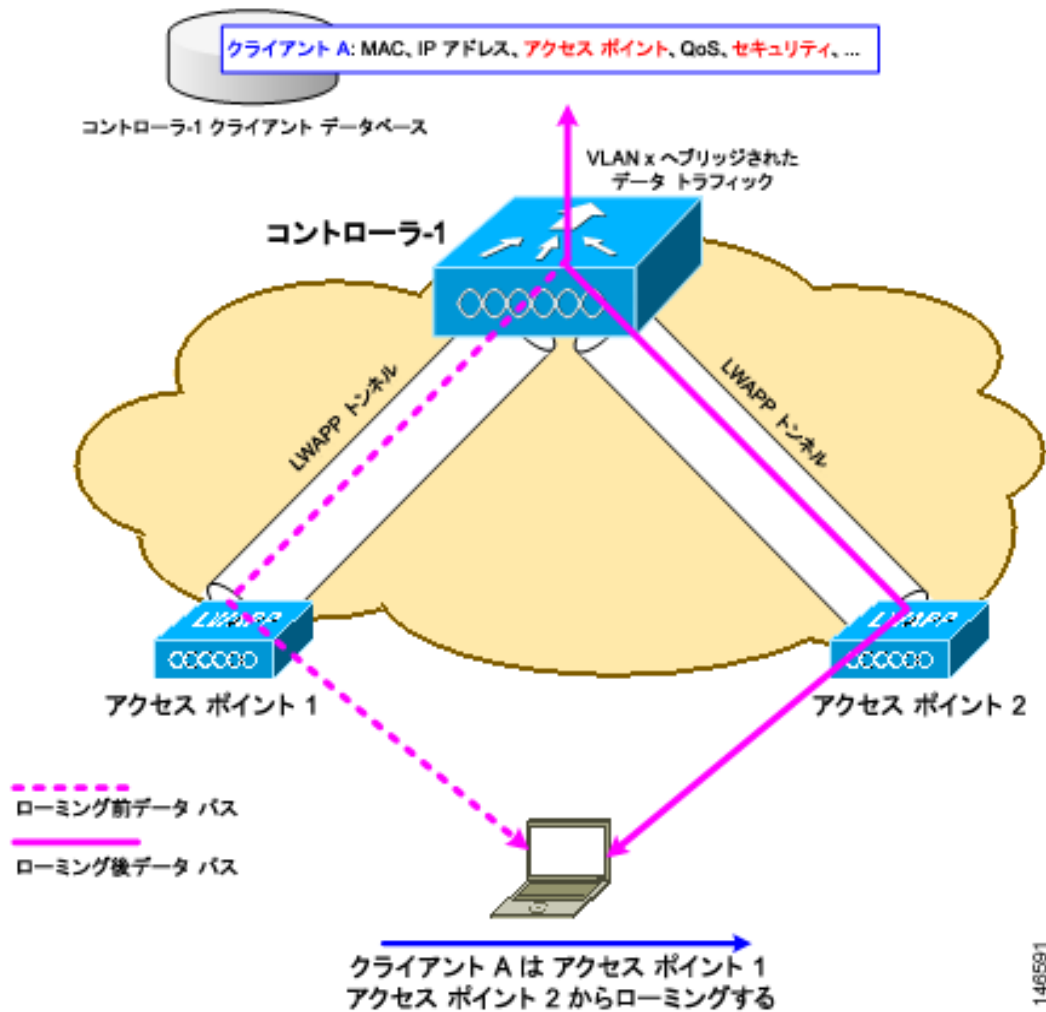 クライアント A: MAC、IP アドレス、アクセス ポイント、QoS、セキュリティ、...
コントローラ-1 クライアント データベース
VLAN x へブリッジされた
データ トラフィック
コントローラ-1
LWAPP トンネル
LWAPP トンネル
LWAPP
LWAPP
アクセス ポイント 1
アクセス ポイント 2
ローミング前データ パス
ローミング後データ パス
クライアント A は アクセス ポイント 1
アクセス ポイント 2 からローミングする
146591